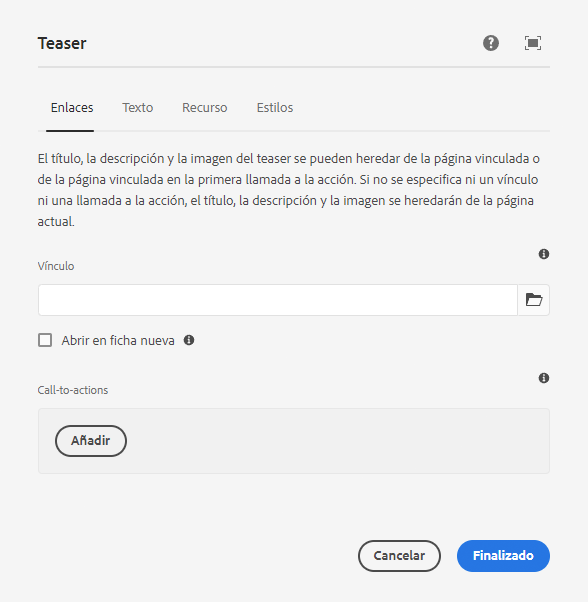 Teaser
Enlaces Texto Recurso Estilos
El título, la descripción y la imagen del teaser se pueden heredar de la página vinculada o
de la página vinculada en la primera llamada a la acción. Si no se especifica ni un vínculo
ni una llamada a la acción, el título, la descripción y la imagen se heredarán de la página
actual.
Vínculo
Abrir en ficha nueva
Call-to-actions
Añadir
Cancelar Finalizado